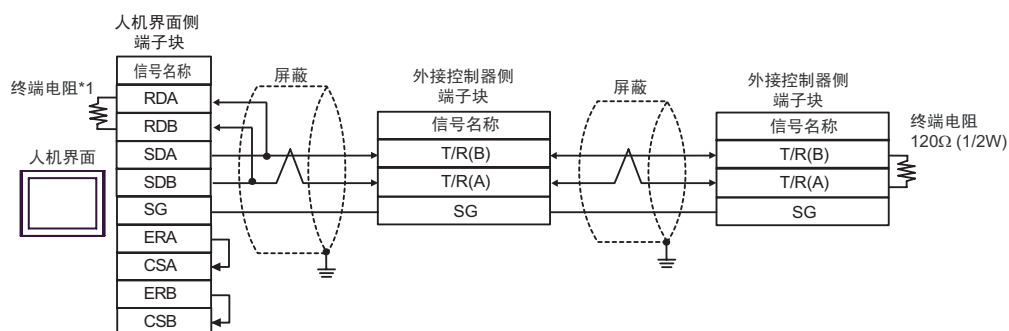 人机界面侧
端子块
信号名称
终端电阻*1
RDA
RDB
人机界面
SDA
SDB
SG
ERA
CSA
ERB
CSB
屏蔽
外接控制器侧
端子块
信号名称
T/R(B)
T/R(A)
SG
屏蔽
外接控制器侧
端子块
信号名称
T/R(B)
T/R(A)
SG
终端电阻
120Ω (1/2W)